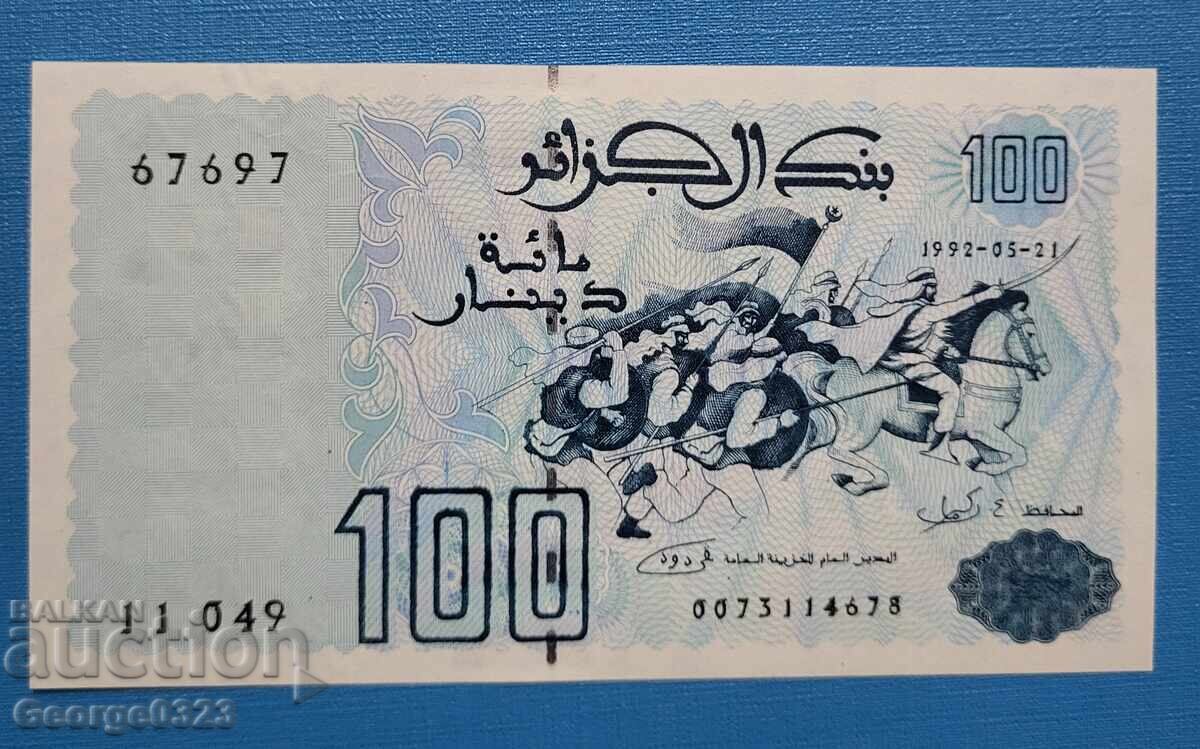 بنك الجزائر
100
67697
1992-05-21
مائة
دينار
المحافظ
المدير العام للخزينة العامة
100
11 049
0073114678
BALKAN
auction
George0323